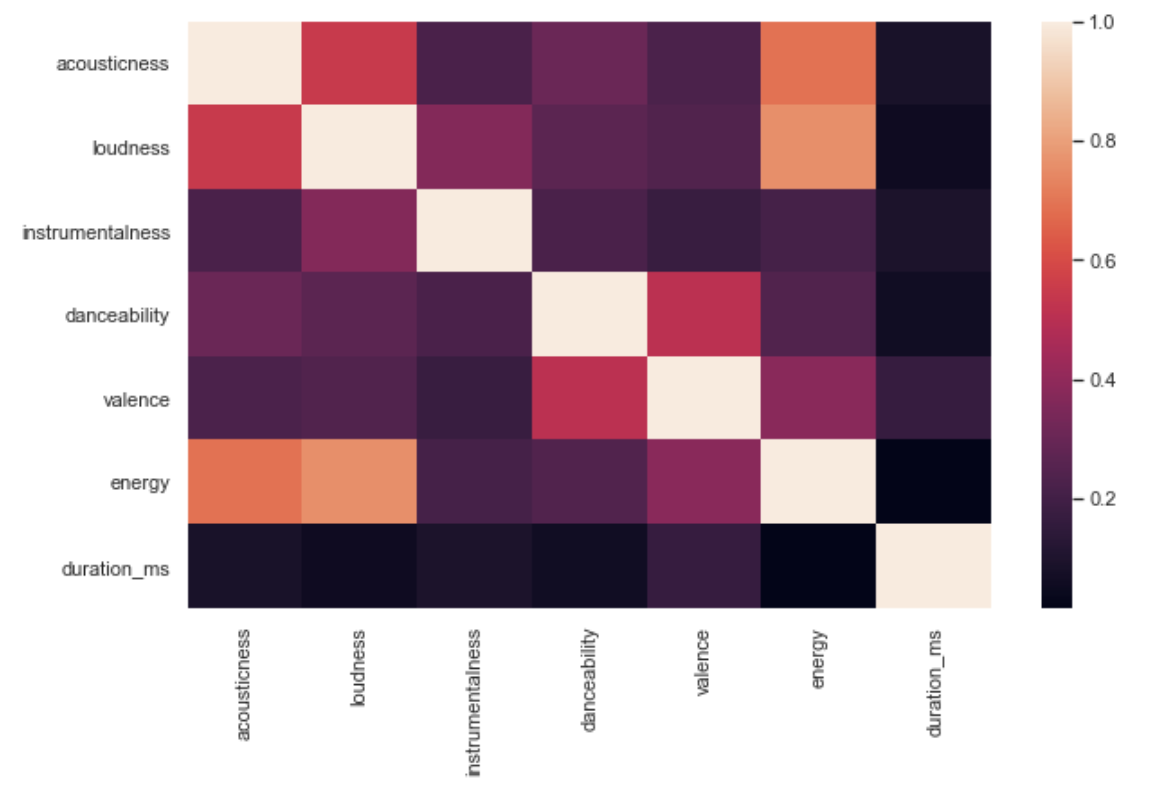 1.0
acousticness
loudness
0.8
instrumentalness
0.6
danceability
valence
0.4
energy
0.2
duration_ms
acousticness
loudness
instrumentalness
danceability
valence
energy
duration_ms